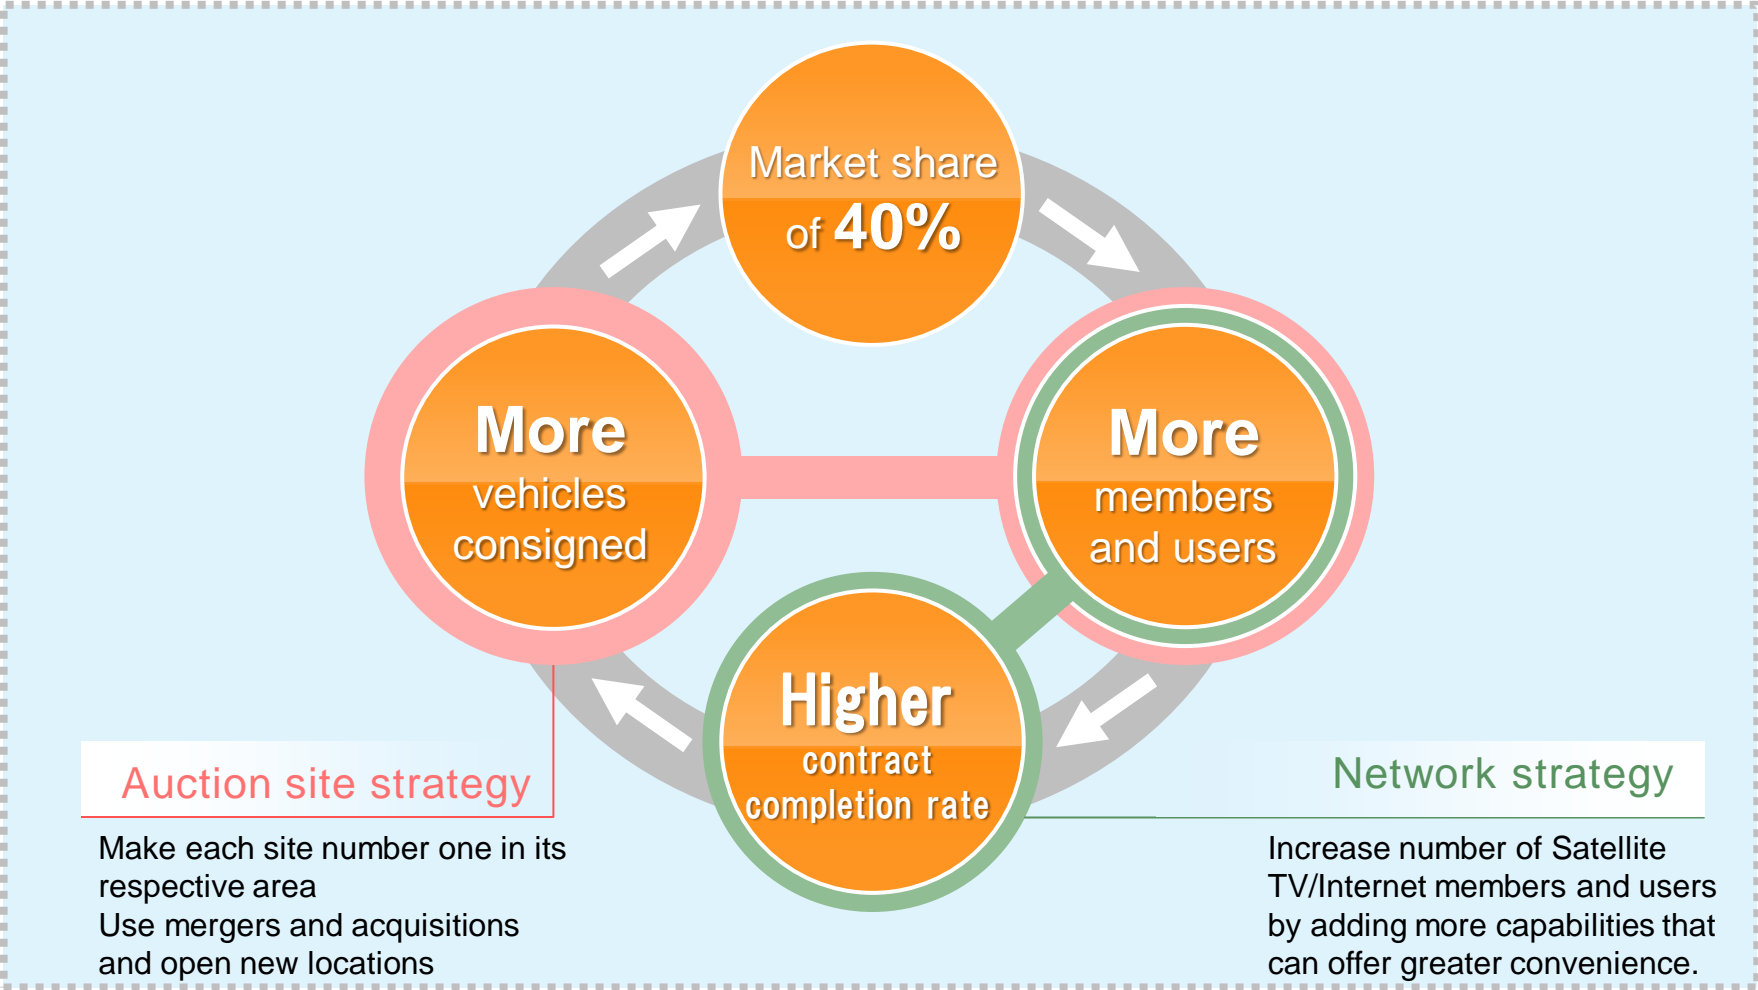 Market share
of 40%
More
vehicles
consigned
More
members
and users
Higher
contract
completion rate
Auction site strategy
Make each site number one in its
respective area
Use mergers and acquisitions
and open new locations
Network strategy
Increase number of Satellite
TV/Internet members and users
by adding more capabilities that
can offer greater convenience.